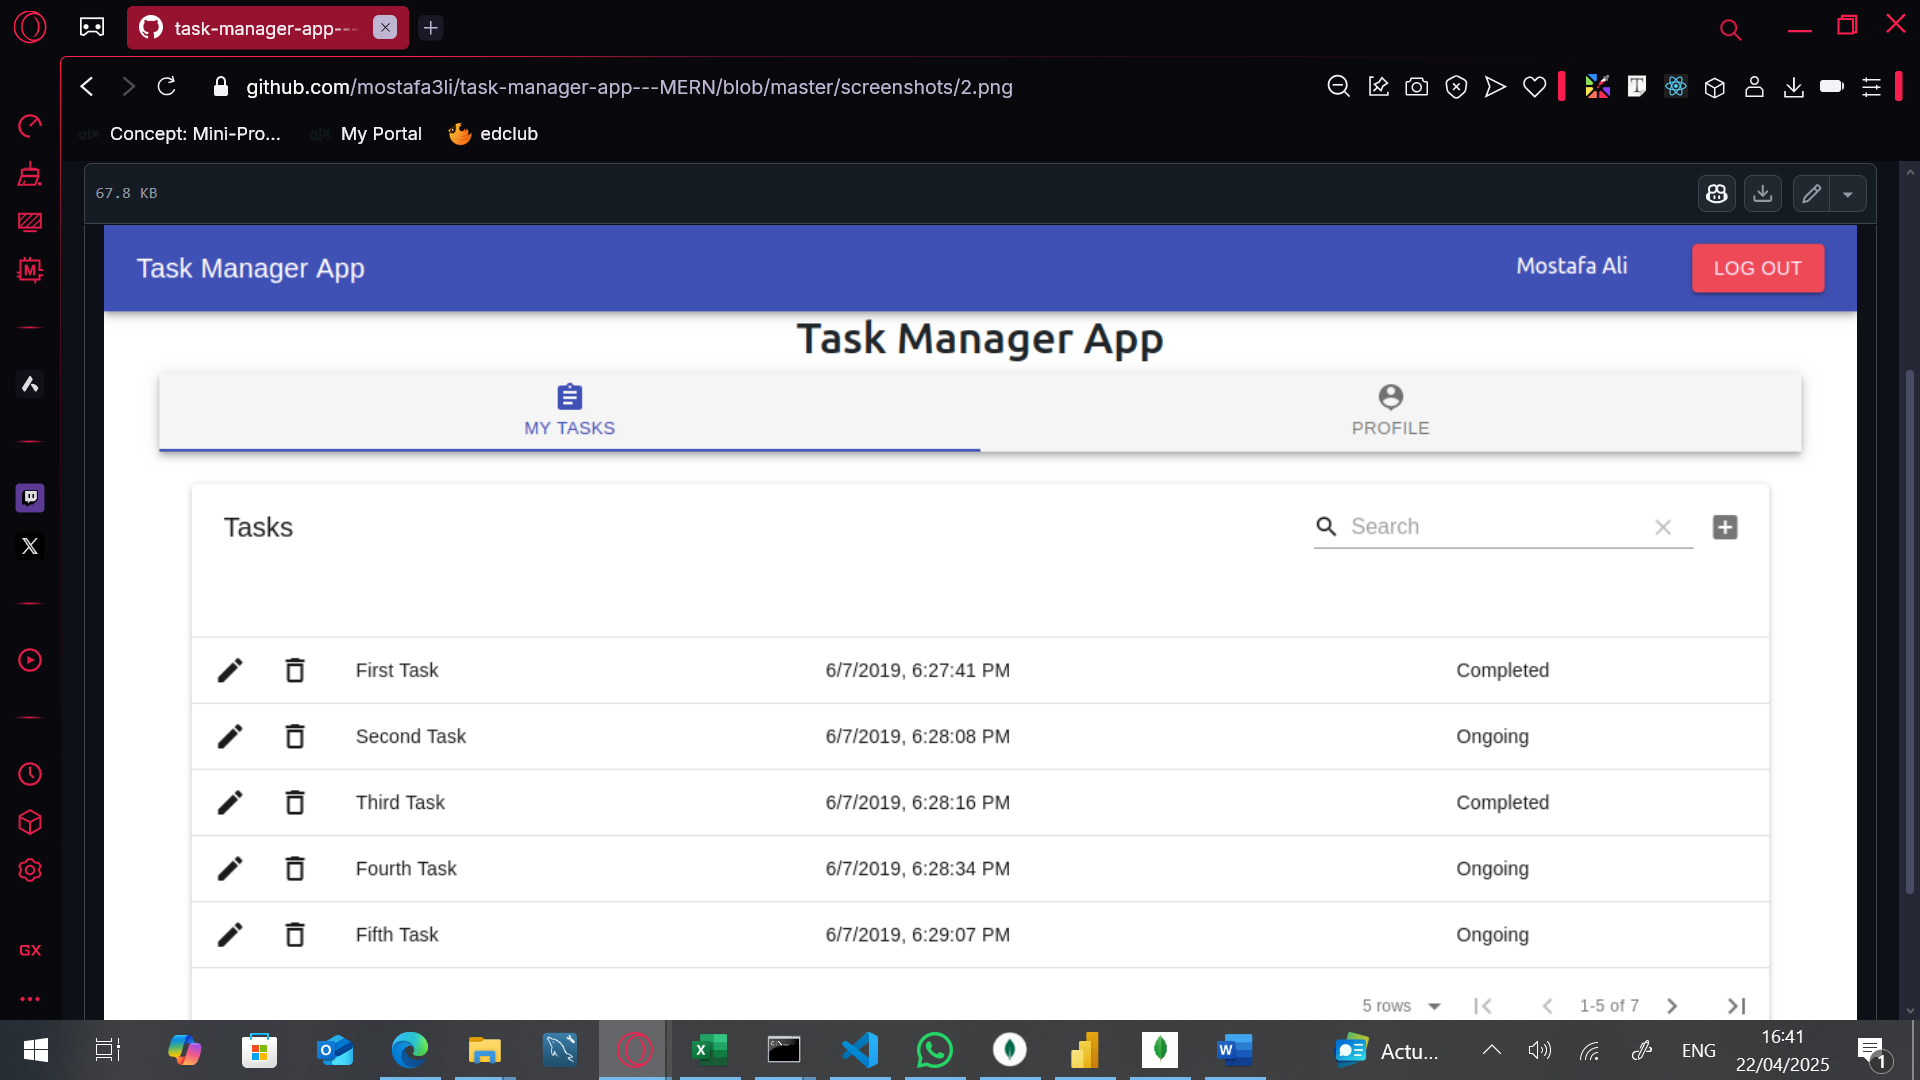 task-manager-app---
github.com/mostafa3li/task-manager-app---MERN/blob/master/screenshots/2.png
Concept: Mini-Pro... My Portal edclub
67.8 KB
Task Manager App Mostafa Ali LOG OUT
Task Manager App
MY TASKS PROFILE
Tasks Search
First Task 6/7/2019, 6:27:41 PM Completed
Second Task 6/7/2019, 6:28:08 PM Ongoing
Third Task 6/7/2019, 6:28:16 PM Completed
Fourth Task 6/7/2019, 6:28:34 PM Ongoing
Fifth Task 6/7/2019, 6:29:07 PM Ongoing
GX
5 rows 1-5 of 7
Actu... ENG 16:41
22/04/2025 1